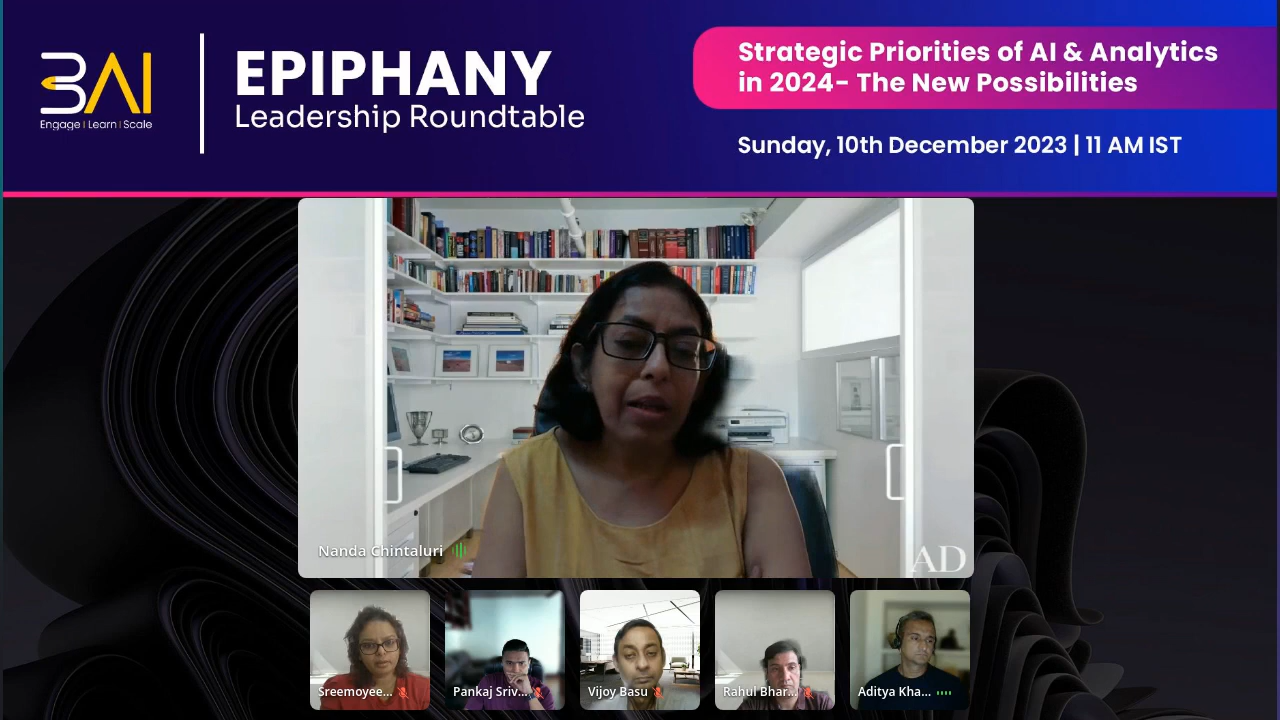 3AI
Engage | Learn | Scale
EPIPHANY
Leadership Roundtable
Strategic Priorities of AI & Analytics
in 2024- The New Possibilities
Sunday, 10th December 2023 | 11 AM IST
Nanda Chintaluri
AD
Sreemoyee...
Pankaj Sriv...
Vijoy Basu
Rahul Bhar...
Aditya Kha...